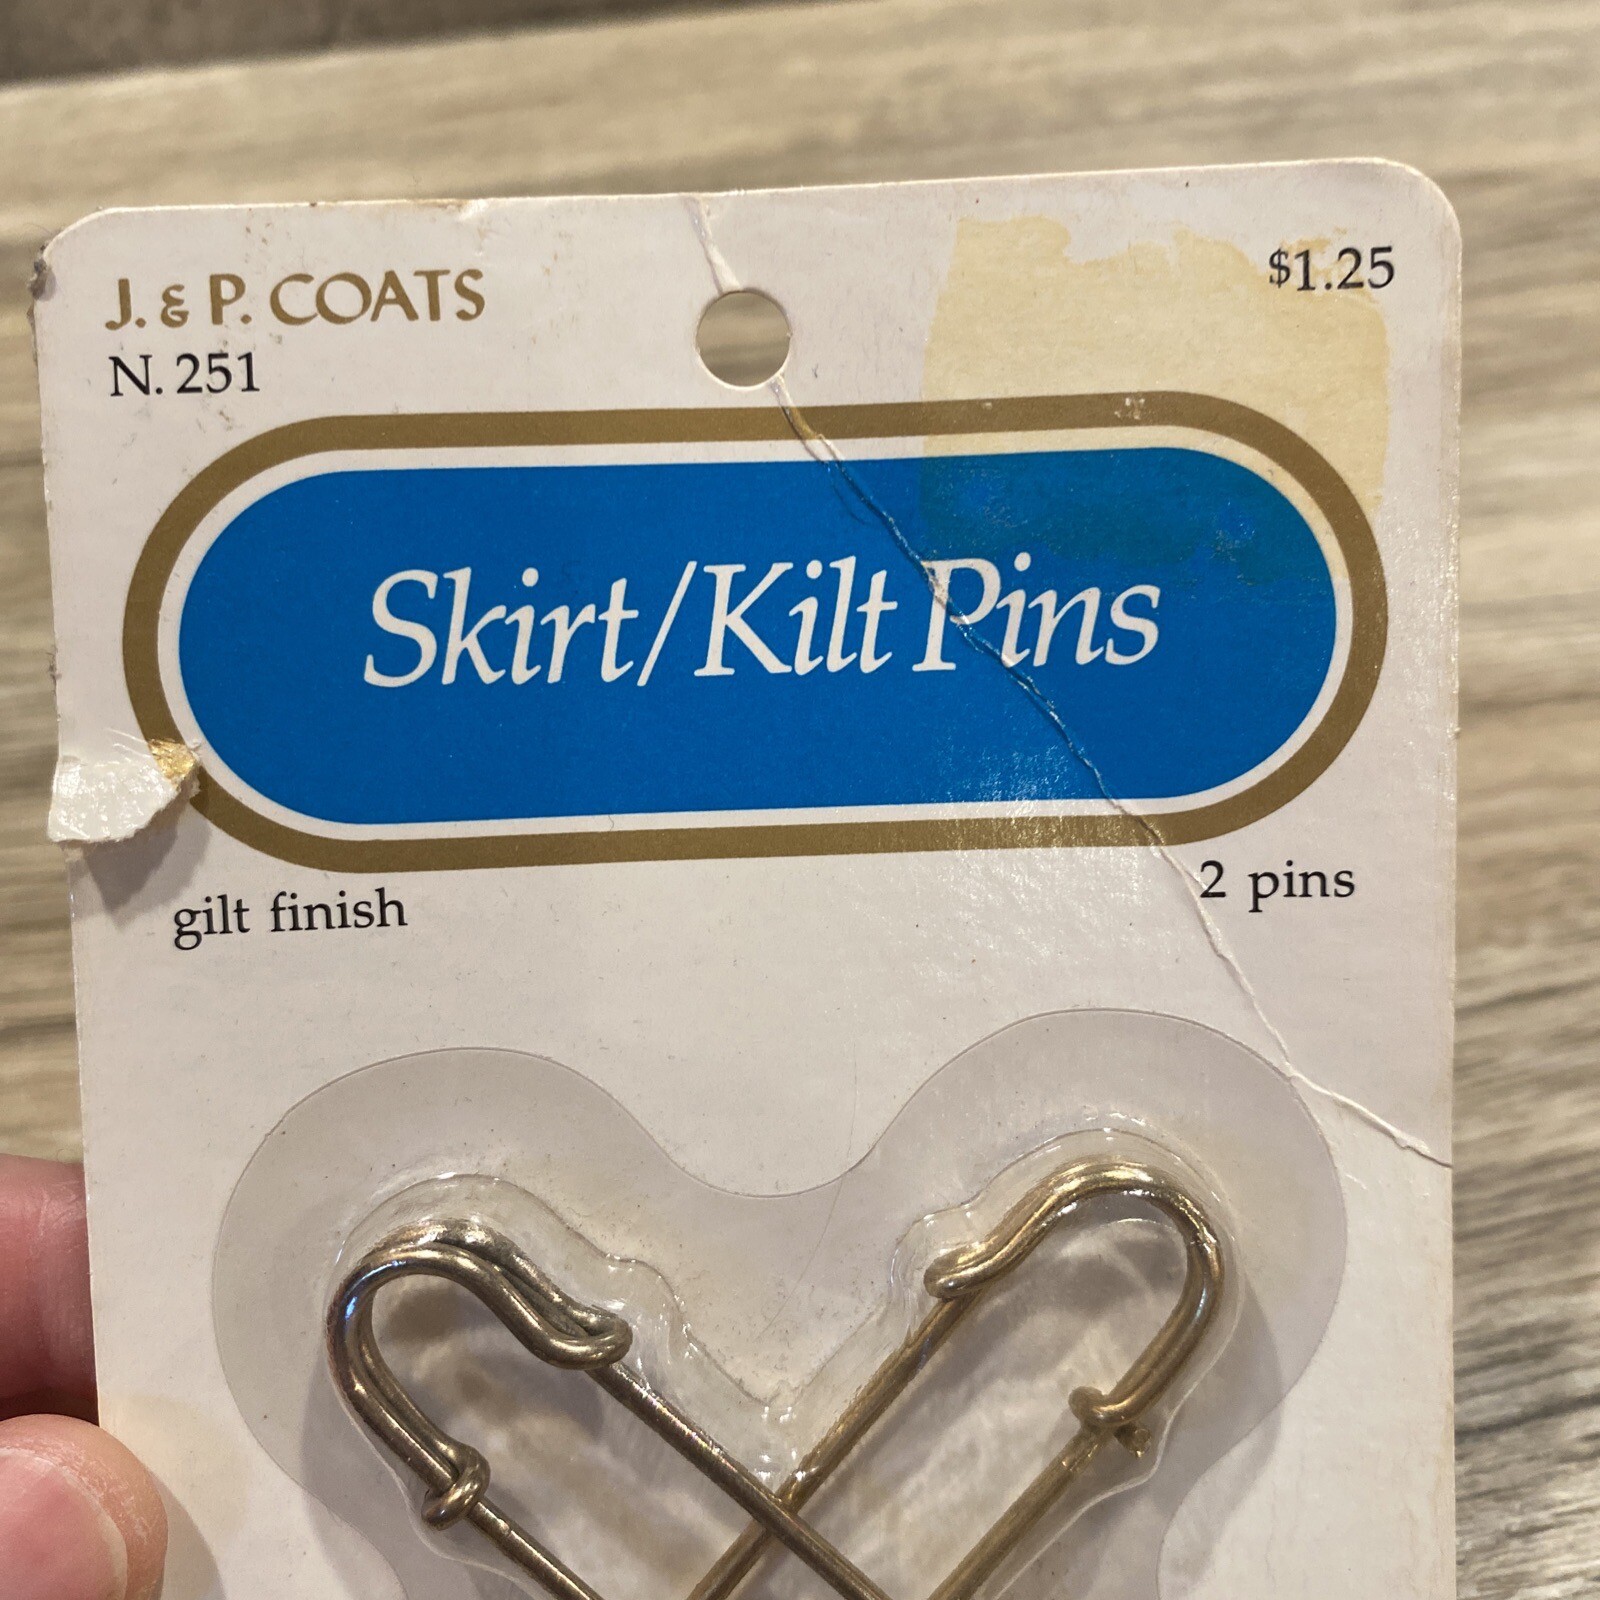 J. & P. COATS
$1.25
N. 251
Skirt/Kilt Pins
gilt finish
2 pins